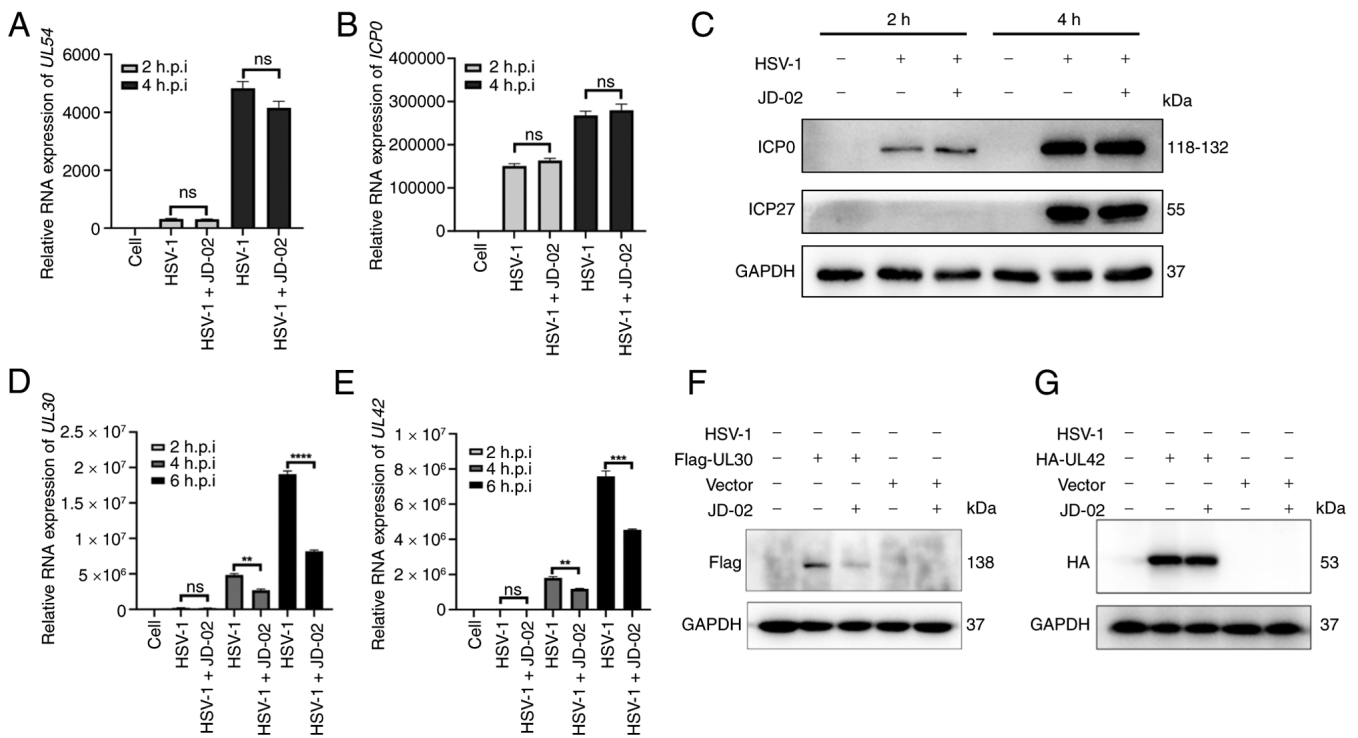 A
Relative RNA expression of UL54
6000
4000
2000
0
2 h.p.i
4 h.p.i
ns
ns
Cell
HSV-1
HSV-1 + JD-02
HSV-1
HSV-1 + JD-02
B
Relative RNA expression of ICP0
400000
300000
200000
100000
0
2 h.p.i
4 h.p.i
ns
ns
Cell
HSV-1
HSV-1 + JD-02
HSV-1
HSV-1 + JD-02
C
2 h 4 h
HSV-1 − + + − + +
JD-02 − − + − − + kDa
ICP0 118-132
ICP27 55
GAPDH 37
D
Relative RNA expression of UL30
2.5 × 10⁷
2 × 10⁷
1.5 × 10⁷
1 × 10⁷
5 × 10⁶
0
2 h.p.i
4 h.p.i
6 h.p.i
ns
**
****
Cell
HSV-1
HSV-1 + JD-02
HSV-1
HSV-1 + JD-02
HSV-1
HSV-1 + JD-02
E
Relative RNA expression of UL42
1 × 10⁷
8 × 10⁶
6 × 10⁶
4 × 10⁶
2 × 10⁶
0
2 h.p.i
4 h.p.i
6 h.p.i
ns
**
***
Cell
HSV-1
HSV-1 + JD-02
HSV-1
HSV-1 + JD-02
HSV-1
HSV-1 + JD-02
F
HSV-1 − − − − −
Flag-UL30 − + + − −
Vector − − − + +
JD-02 − − + − + kDa
Flag 138
GAPDH 37
G
HSV-1 − − − − −
HA-UL42 − + + − −
Vector − − − + +
JD-02 − − + − + kDa
HA 53
GAPDH 37